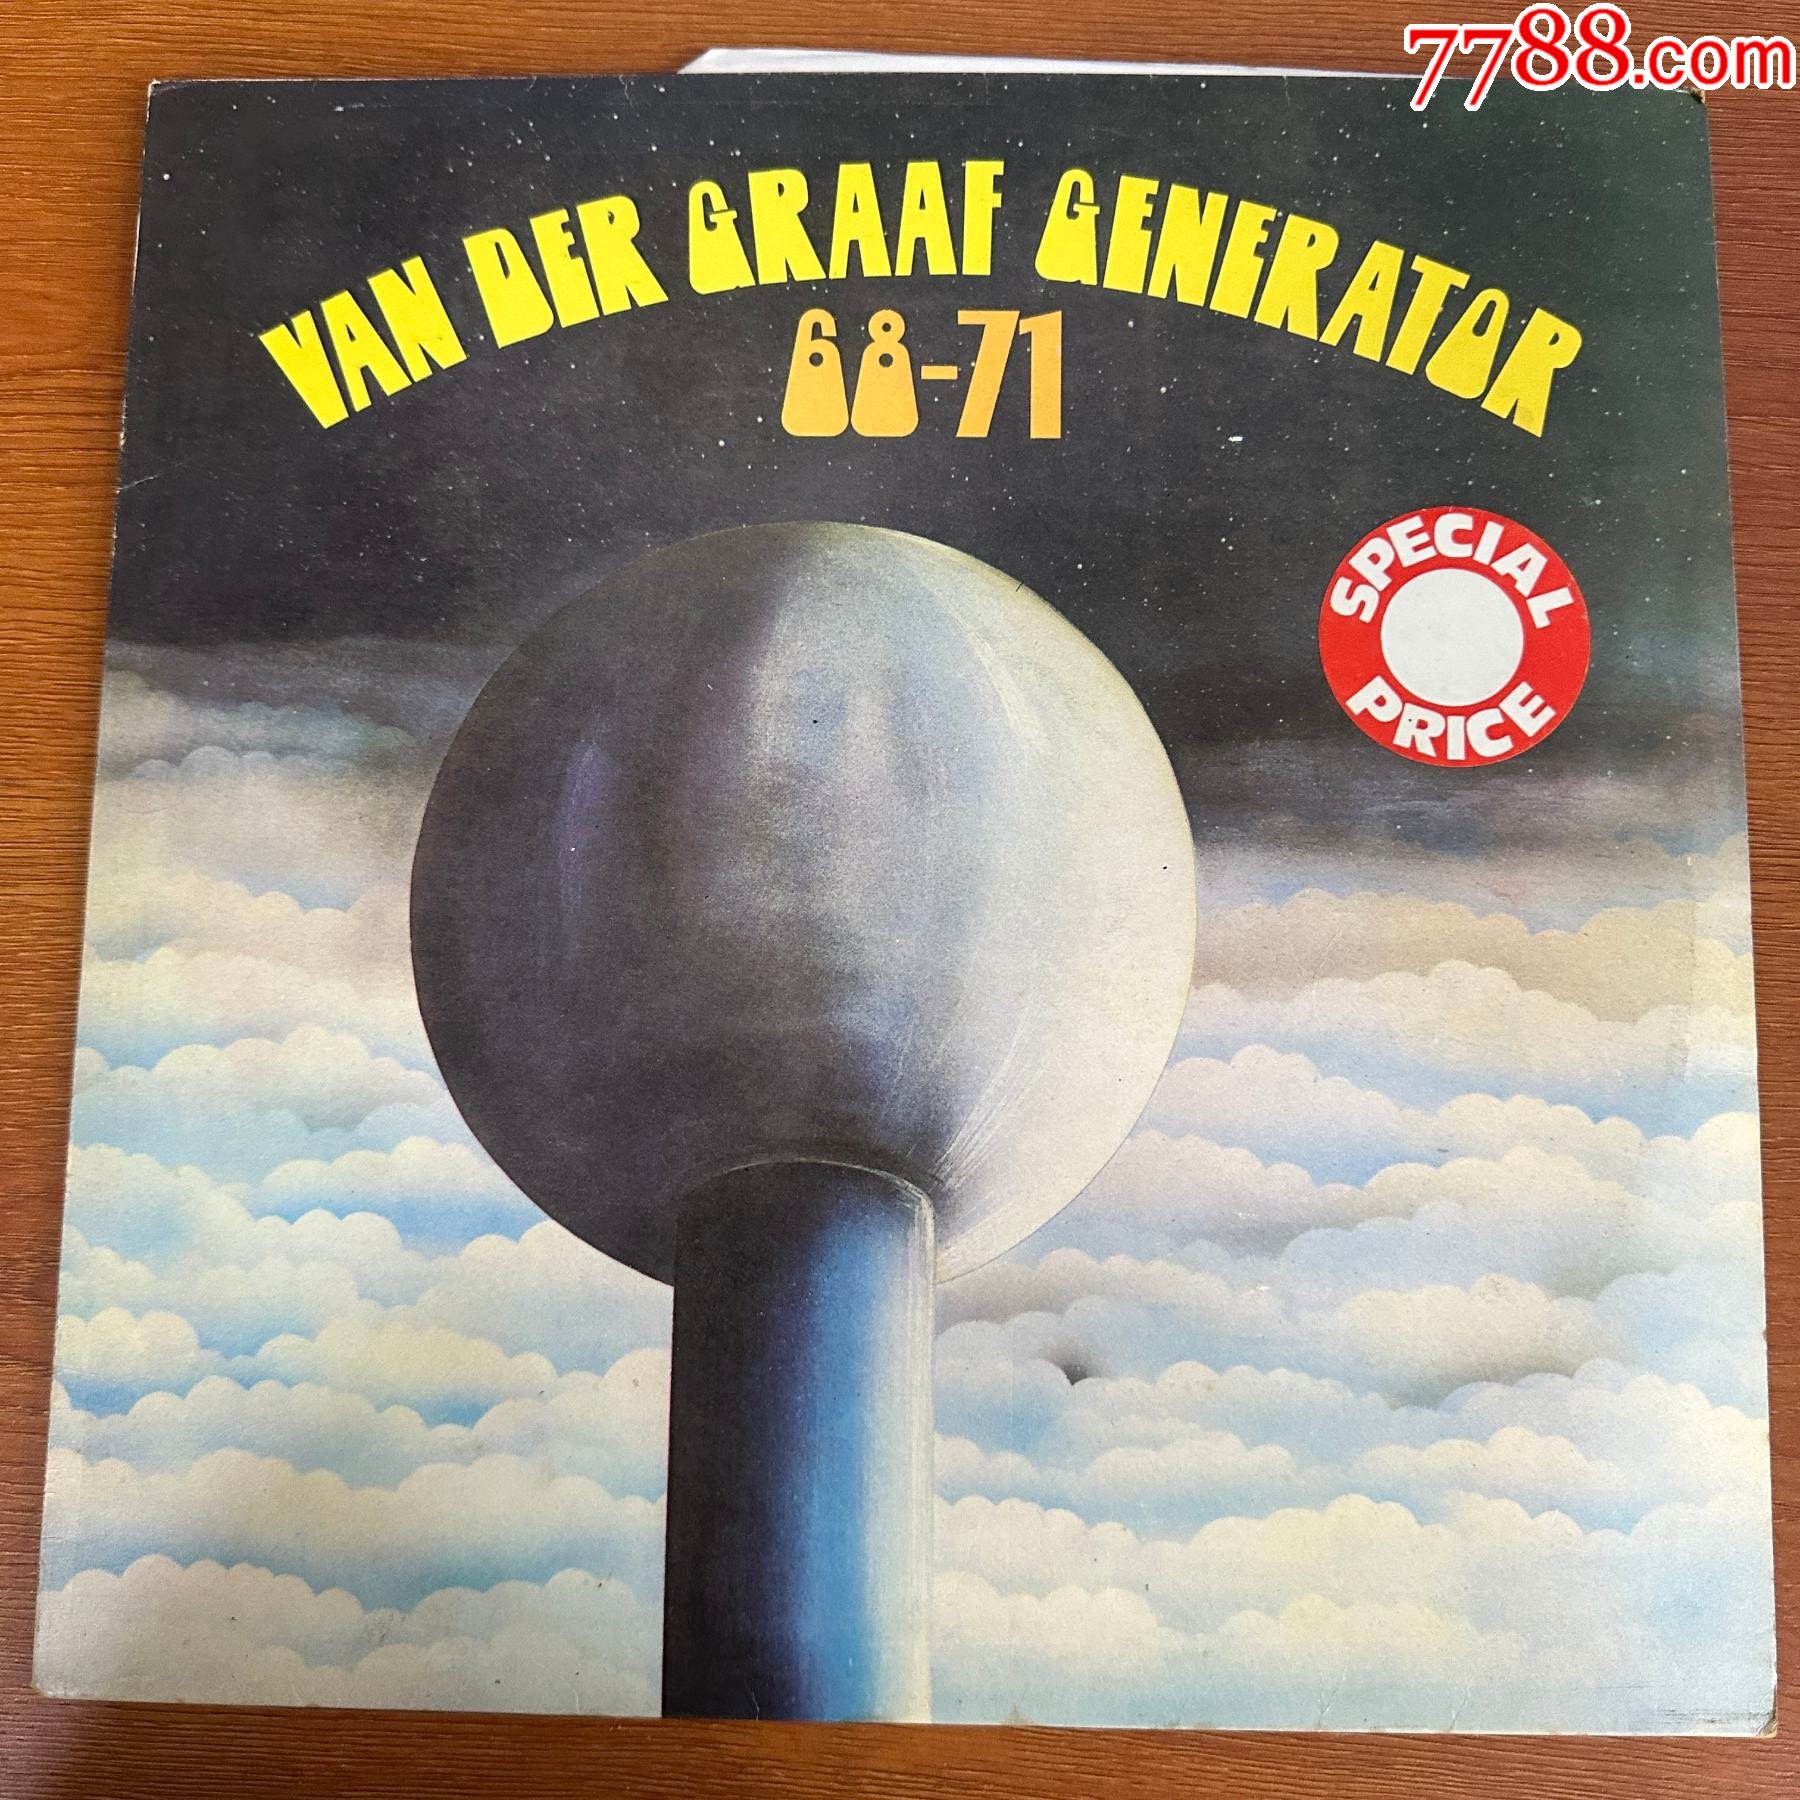 7788.com
VAN DER GRAAF GENERATOR
68-71
SPECIAL
PRICE